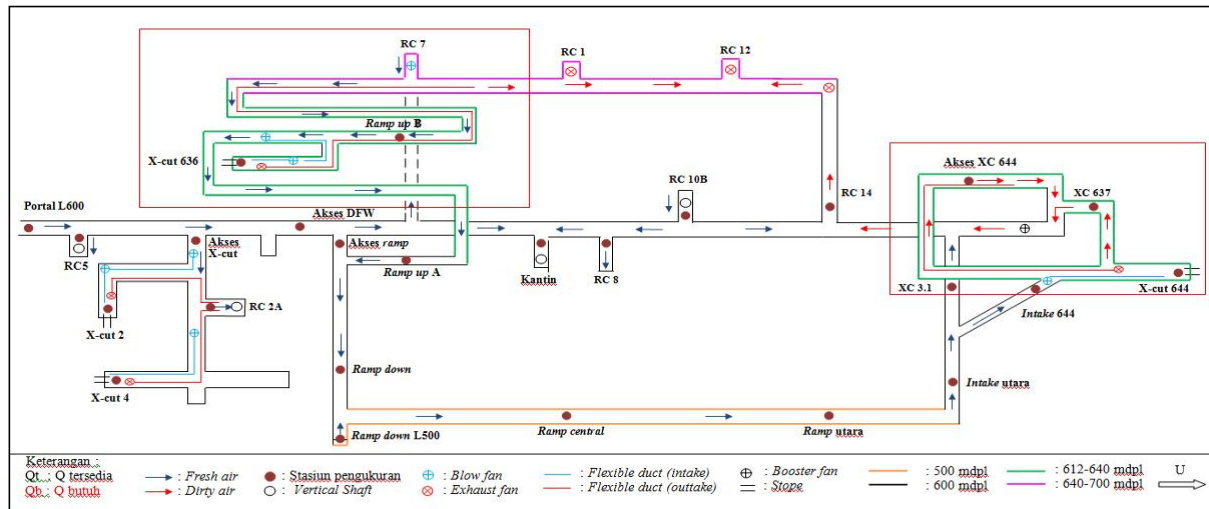 RC 7
RC 1
RC 12
Ramp up B
X-cut 636
Akses XC 644
XC 637
RC 10B
RC 14
Portal L600
Akses DFW
Akses
X-cut
Akses ramp
RC5
Ramp up A
Kantin
RC 8
XC 3.1
X-cut 644
Intake 644
RC 2A
X-cut 2
Ramp down
X-cut 4
Intake utara
Ramp down L500
Ramp central
Ramp utara
Keterangan :
Qt : Q tersedia
Qb : Q butuh
: Fresh air
: Dirty air
: Stasiun pengukuran
: Vertical Shaft
: Blow fan
: Exhaust fan
: Flexible duct (intake)
: Flexible duct (outtake)
: Booster fan
: Stope
: 500 mdpl
: 600 mdpl
: 612-640 mdpl
: 640-700 mdpl
U